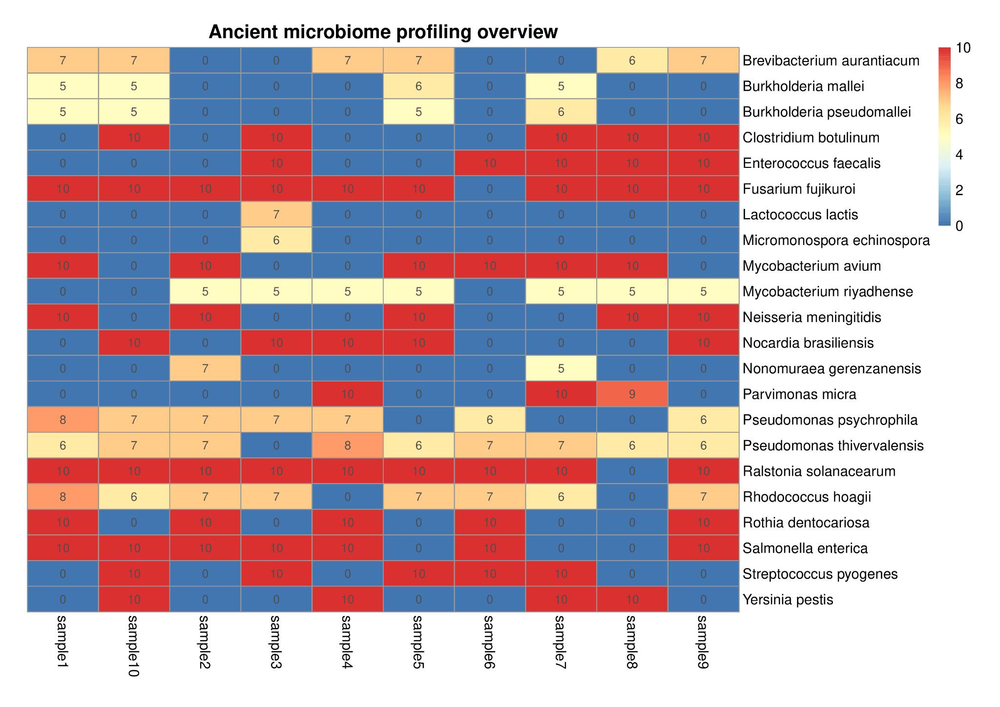 Ancient microbiome profiling overview
7 7 0 0 7 7 0 0 6 7 Brevibacterium aurantiacum
5 5 0 0 0 6 0 5 0 0 Burkholderia mallei
5 5 0 0 0 5 0 6 0 0 Burkholderia pseudomallei
0 10 0 10 0 0 0 10 10 10 Clostridium botulinum
0 0 0 10 0 0 10 10 10 10 Enterococcus faecalis
10 10 10 10 10 10 0 10 10 10 Fusarium fujikuroi
0 0 0 7 0 0 0 0 0 0 Lactococcus lactis
0 0 0 6 0 0 0 0 0 0 Micromonospora echinospora
10 0 10 0 0 10 10 10 10 0 Mycobacterium avium
0 0 5 5 5 5 0 5 5 5 Mycobacterium riyadhense
10 0 10 0 0 10 0 0 10 10 Neisseria meningitidis
0 10 0 10 10 10 0 0 0 10 Nocardia brasiliensis
0 0 7 0 0 0 0 5 0 0 Nonomuraea gerenzanensis
0 0 0 0 10 0 0 10 9 0 Parvimonas micra
8 7 7 7 7 0 6 0 0 6 Pseudomonas psychrophila
6 7 7 0 8 6 7 7 6 6 Pseudomonas thivervalensis
10 10 10 10 10 10 10 10 0 10 Ralstonia solanacearum
8 6 7 7 0 7 7 6 0 7 Rhodococcus hoagii
10 0 10 0 10 0 10 0 0 10 Rothia dentocariosa
10 10 10 10 10 0 10 0 0 10 Salmonella enterica
0 10 0 10 0 10 10 10 0 0 Streptococcus pyogenes
0 10 0 0 10 0 0 10 10 0 Yersinia pestis
sample1 sample10 sample2 sample3 sample4 sample5 sample6 sample7 sample8 sample9
10
8
6
4
2
0